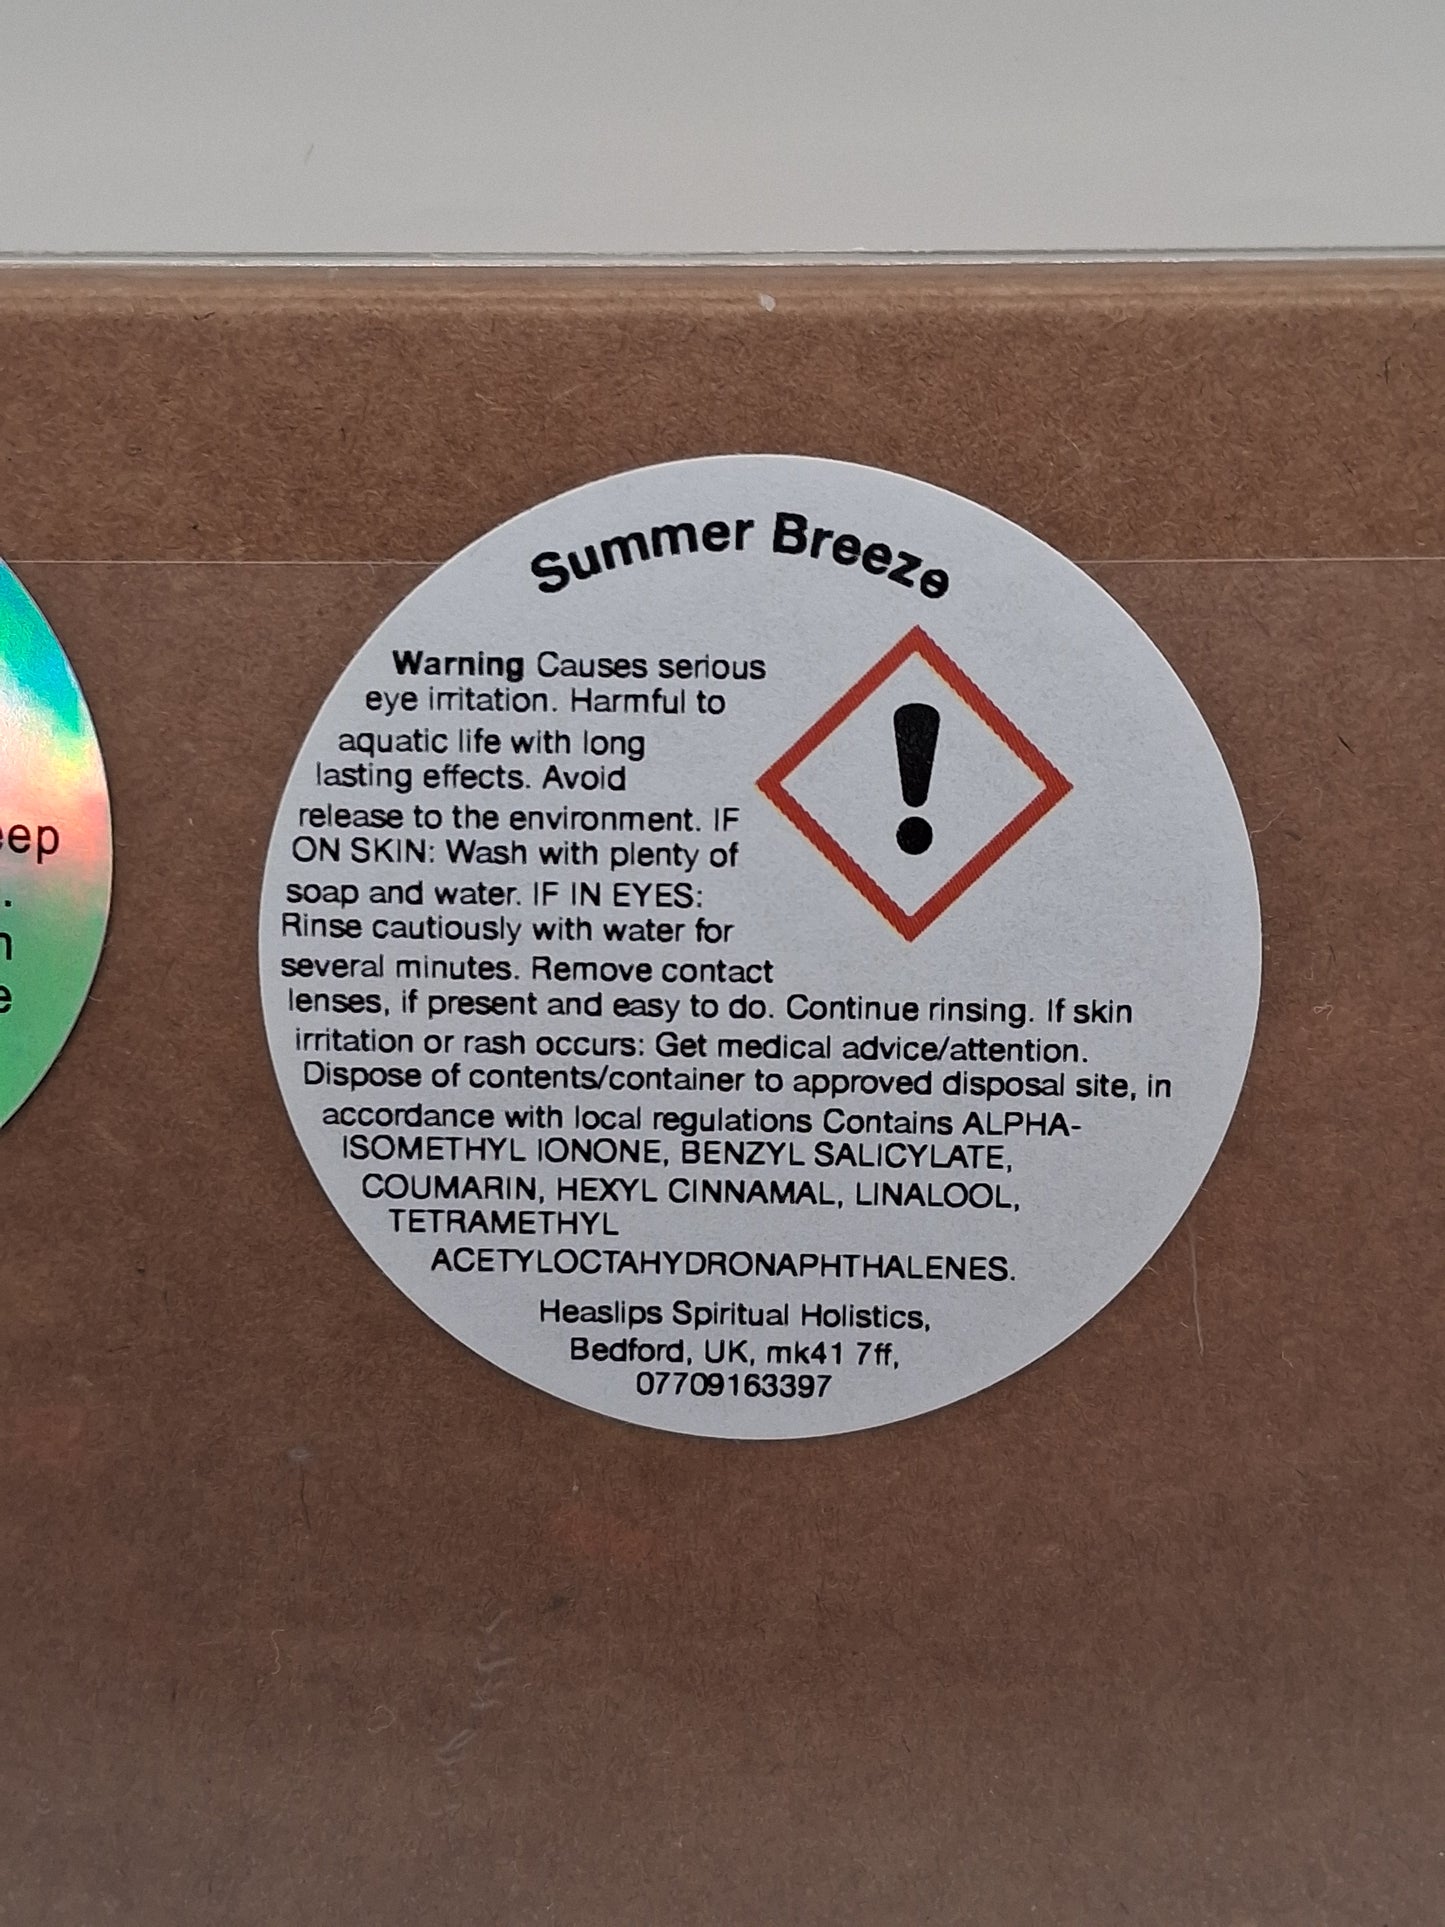 Summer Breeze
Warning Causes serious
eye irritation. Harmful to
aquatic life with long
lasting effects. Avoid
release to the environment. IF
ON SKIN: Wash with plenty of
soap and water. IF IN EYES:
Rinse cautiously with water for
several minutes. Remove contact
lenses, if present and easy to do. Continue rinsing. If skin
irritation or rash occurs: Get medical advice/attention.
Dispose of contents/container to approved disposal site, in
accordance with local regulations Contains ALPHA-
ISOMETHYL IONONE, BENZYL SALICYLATE,
COUMARIN, HEXYL CINNAMAL, LINALOOL,
TETRAMETHYL
ACETYLOCTAHYDRONAPHTHALENES.
Heaslips Spiritual Holistics,
Bedford, UK, mk41 7ff,
07709163397